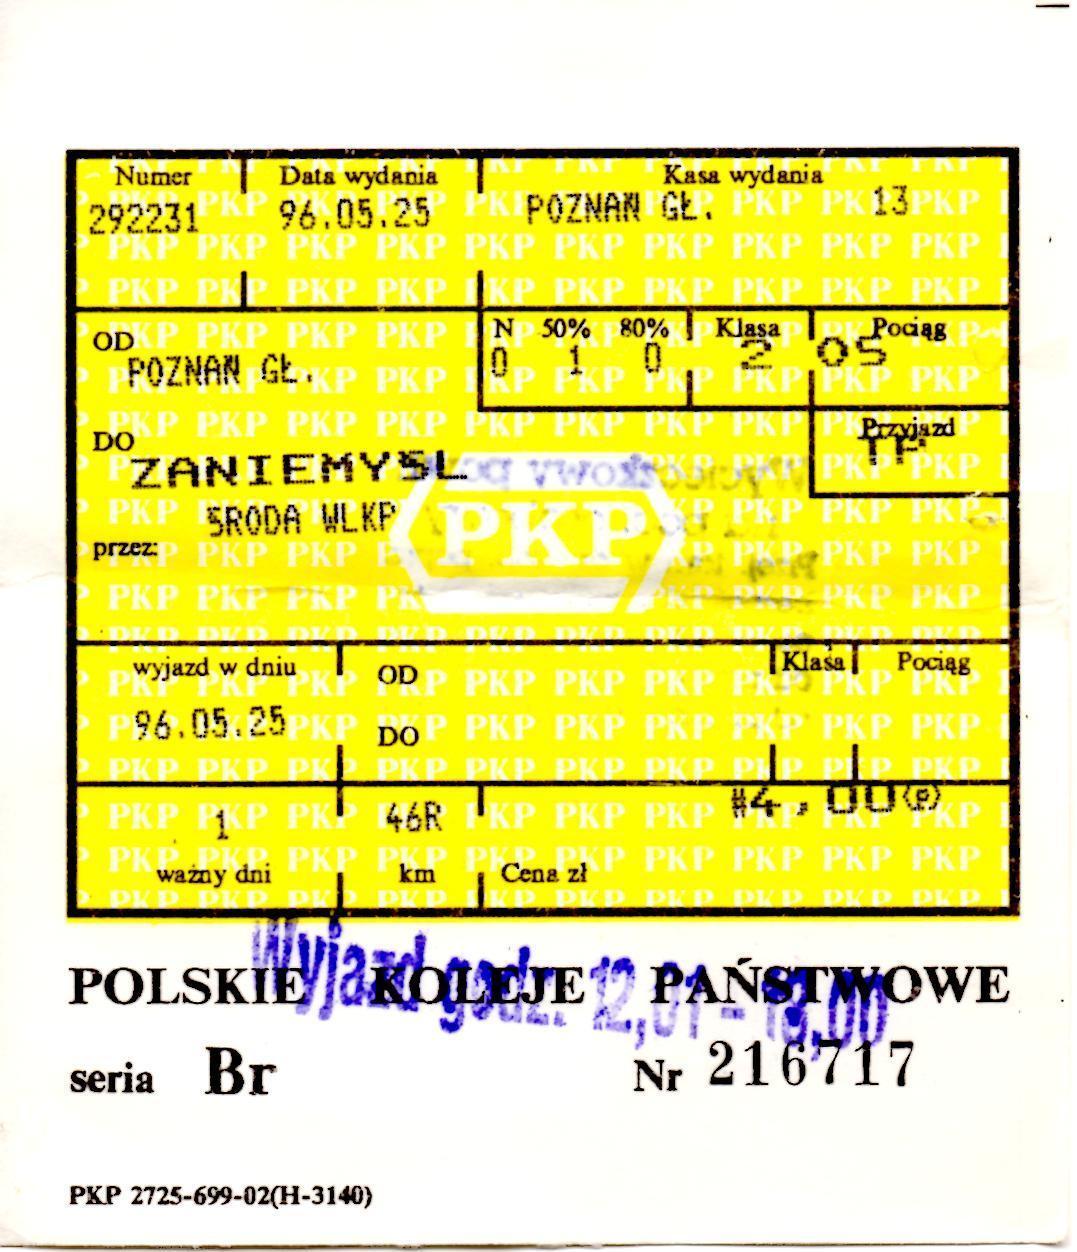 Numer Data wydania Kasa wydania
292231 96.05.25 POZNAN GŁ. 13
OD N 50% 80% Klasa Pociąg
POZNAN GŁ. 0 1 0 2 OS
DO Przyjazd
ZANIEMYSL TP
SRODA WLKP
PKP
przez:
wyjazd w dniu OD Klasa Pociąg
96.05.25 DO
1 46R #4,00
ważny dni km Cena zł
Wyjazd godz. 12,01 - 18,00
POLSKIE KOLEJE PAŃSTWOWE
seria Br Nr 216717
PKP 2725-699-02(H-3140)